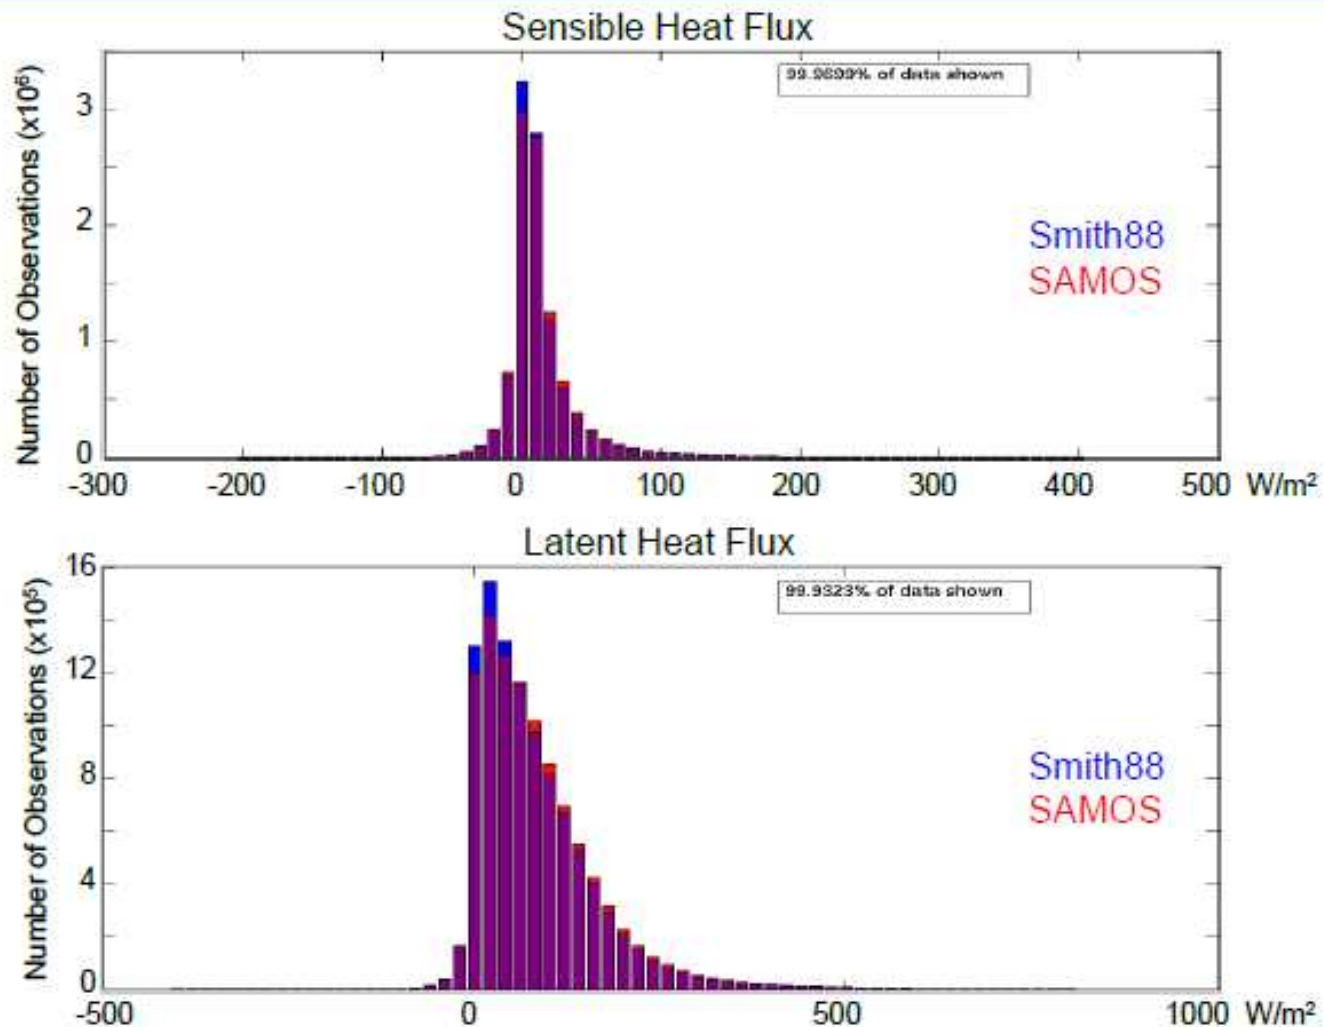 Sensible Heat Flux
99.9699% of data shown
Number of Observations (x10⁶)
3
2
1
0
Smith88
SAMOS
-300 -200 -100 0 100 200 300 400 500 W/m²
Latent Heat Flux
99.9323% of data shown
Number of Observations (x10⁵)
16
12
8
4
0
Smith88
SAMOS
-500 0 500 1000 W/m²